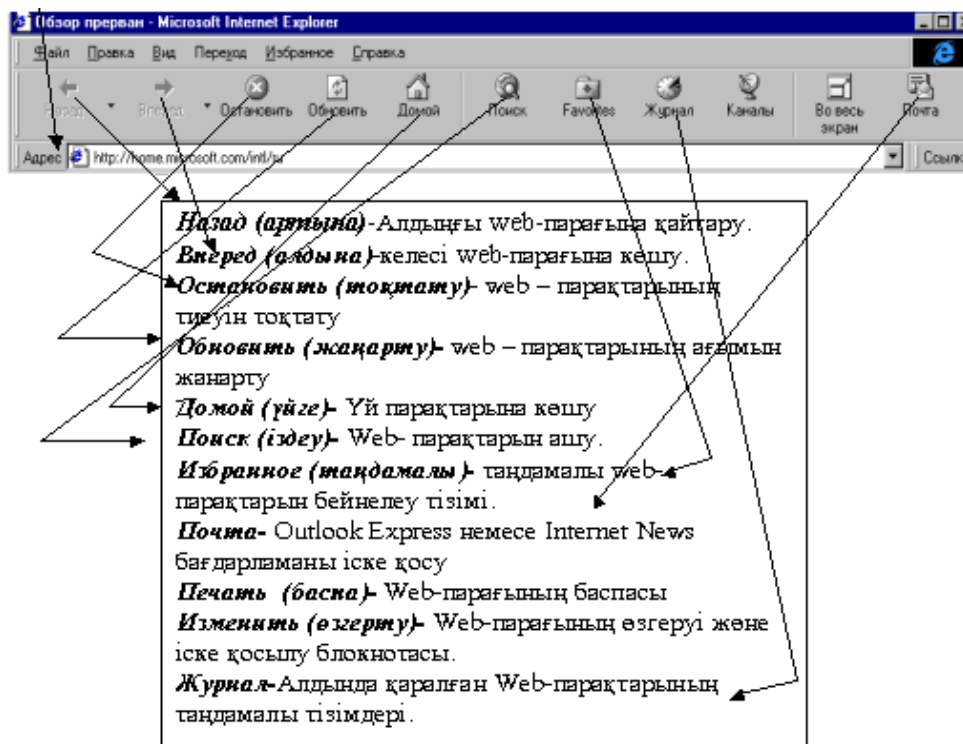 Обзор прерван - Microsoft Internet Explorer
Файл Правка Вид Переход Избранное Справка
Назад Вперед Остановить Обновить Домой Поиск Favorites Журнал Каналы Во весь экран Почта
Адрес http://home.microsoft.com/intl/ru Ссылк
Назад (артына)-Алдыңғы web-парағына қайтару.
Вперед (алдына)-келесі web-парағына көшу.
Остановить (тоқтату)- web – парақтарының
тиеуін тоқтату
Обновить (жаңарту)- web – парақтарының ағымын
жанарту
Домой (үйге)- Үй парақтарына көшу
Поиск (іздеу)- Web- парақтарын ашу.
Избранное (таңдамалы)- таңдамалы web-
парақтарын бейнелеу тізімі.
Почта- Outlook Express немесе Internet News
бағдарламаны іске қосу
Печать (баспа)- Web-парағының баспасы
Изменить (өзгерту)- Web-парағының өзгеруі және
іске қосылу блокнотасы.
Журнал-Алдында қаралған Web-парақтарының
таңдамалы тізімдері.